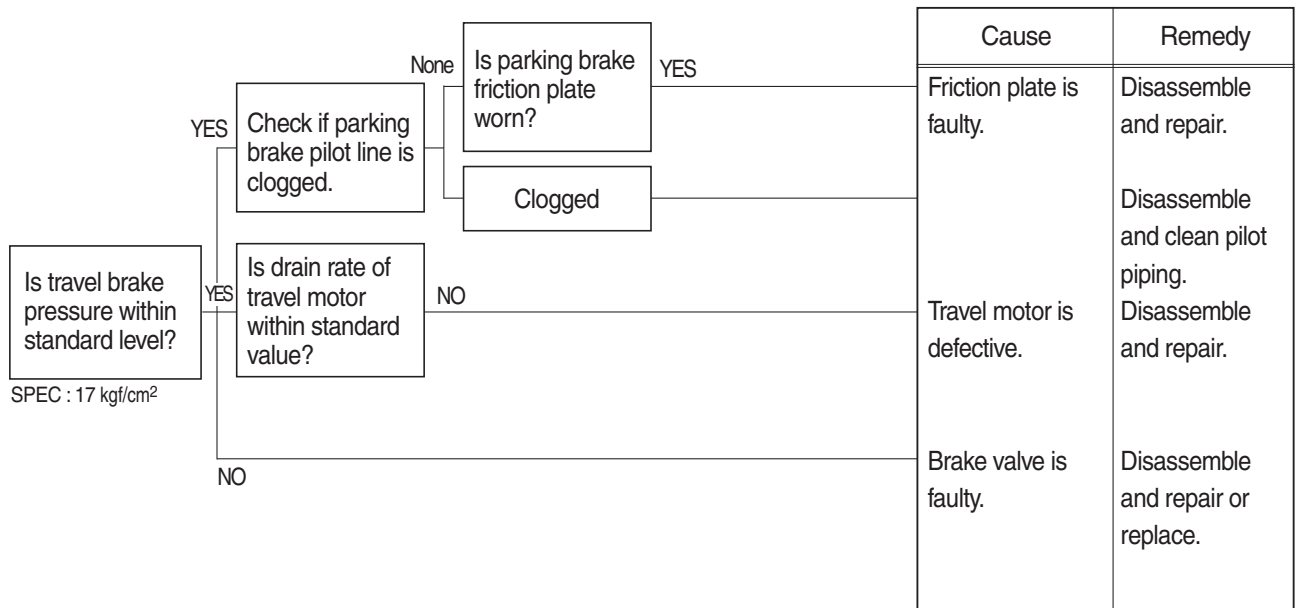 Cause
Remedy
None
Is parking brake
friction plate
worn?
YES
Friction plate is
faulty.
Disassemble
and repair.
YES
Check if parking
brake pilot line is
clogged.
Clogged
Disassemble
and clean pilot
piping.
Is travel brake
pressure within
standard level?
SPEC : 17 kgf/cm²
YES
Is drain rate of
travel motor
within standard
value?
NO
Travel motor is
defective.
Disassemble
and repair.
NO
Brake valve is
faulty.
Disassemble
and repair or
replace.